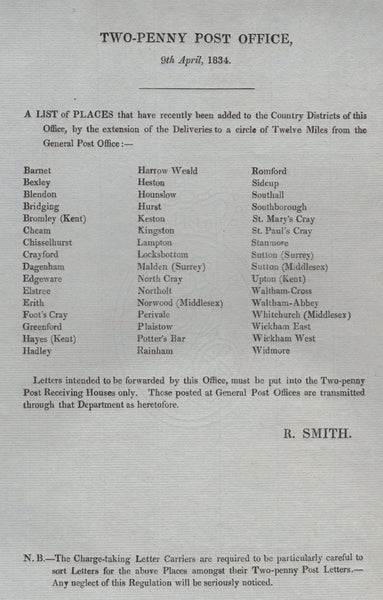 TWO-PENNY POST OFFICE,
9th April, 1834.
A LIST of PLACES that have recently been added to the Country Districts of this
Office, by the extension of the Deliveries to a circle of Twelve Miles from the
General Post Office:—
Barnet
Bexley
Blendon
Bridging
Bromley (Kent)
Cheam
Chisselhurst
Crayford
Dagenham
Edgeware
Elstree
Erith
Foot's Cray
Greenford
Hayes (Kent)
Hadley
Harrow Weald
Heston
Hounslow
Hurst
Keston
Kingston
Lampton
Locksbottom
Malden (Surrey)
North Cray
Northolt
Norwood (Middlesex)
Perivale
Plaistow
Potter's Bar
Rainham
Romford
Sidcup
Southall
Southborough
St. Mary's Cray
St. Paul's Cray
Stanmore
Sutton (Surrey)
Sutton (Middlesex)
Upton (Kent)
Waltham-Cross
Waltham-Abbey
Whitchurch (Middlesex)
Wickham East
Wickham West
Widmore
Letters intended to be forwarded by this Office, must be put into the Two-penny
Post Receiving Houses only. Those posted at General Post Offices are transmitted
through that Department as heretofore.
R. SMITH.
N. B.—The Charge-taking Letter Carriers are required to be particularly careful to
sort Letters for the above Places amongst their Two-penny Post Letters.—
Any neglect of this Regulation will be seriously noticed.